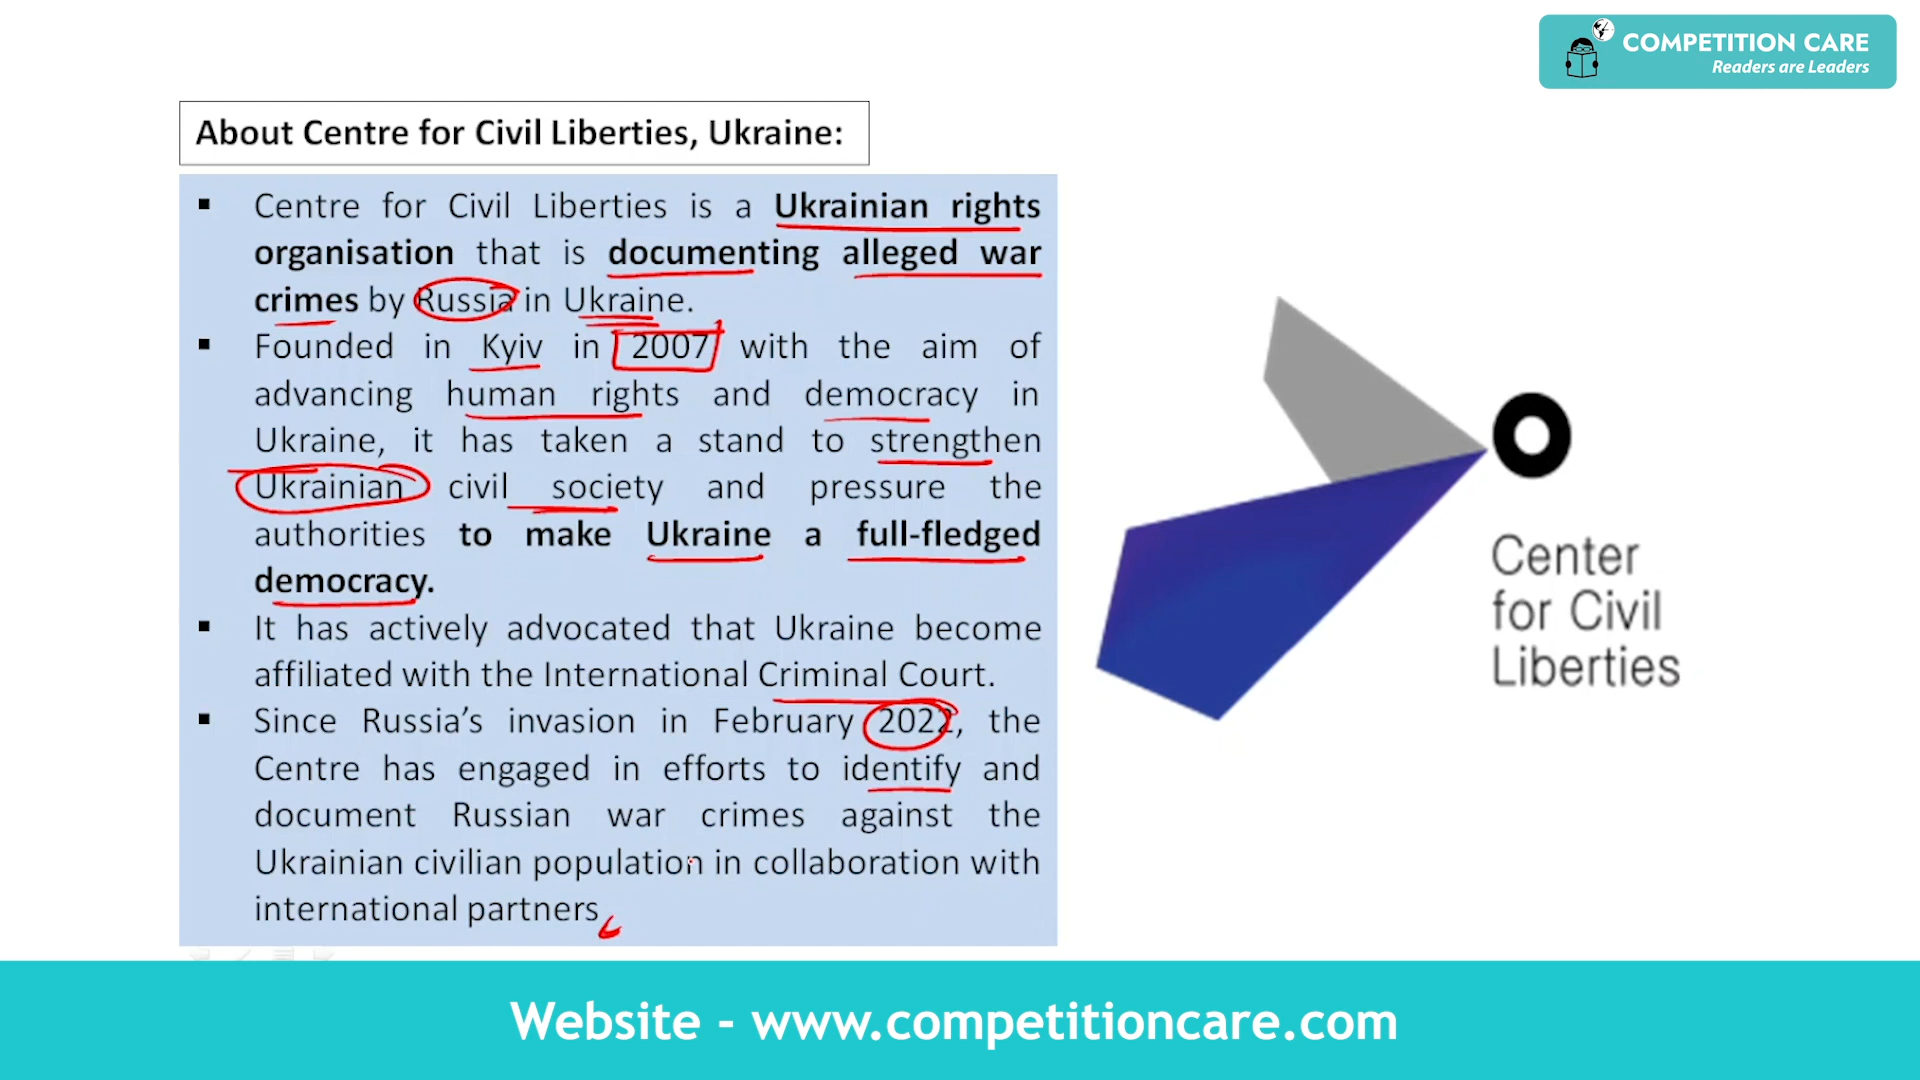 COMPETITION CARE
Readers are Leaders
About Centre for Civil Liberties, Ukraine:
▪ Centre for Civil Liberties is a Ukrainian rights
organisation that is documenting alleged war
crimes by Russia in Ukraine.
▪ Founded in Kyiv in 2007 with the aim of
advancing human rights and democracy in
Ukraine, it has taken a stand to strengthen
Ukrainian civil society and pressure the
authorities to make Ukraine a full-fledged
democracy.
▪ It has actively advocated that Ukraine become
affiliated with the International Criminal Court.
▪ Since Russia’s invasion in February 2022, the
Centre has engaged in efforts to identify and
document Russian war crimes against the
Ukrainian civilian population in collaboration with
international partners
Center
for Civil
Liberties
Website - www.competitioncare.com